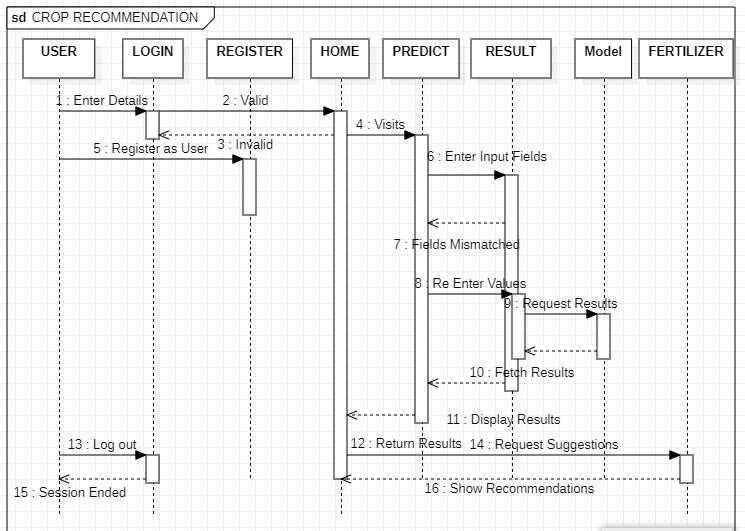 sd CROP RECOMMENDATION
USER LOGIN REGISTER HOME PREDICT RESULT Model FERTILIZER
1 : Enter Details
2 : Valid
3 : Invalid
4 : Visits
5 : Register as User
6 : Enter Input Fields
7 : Fields Mismatched
8 : Re Enter Values
9 : Request Results
10 : Fetch Results
11 : Display Results
12 : Return Results
13 : Log out
14 : Request Suggestions
15 : Session Ended
16 : Show Recommendations